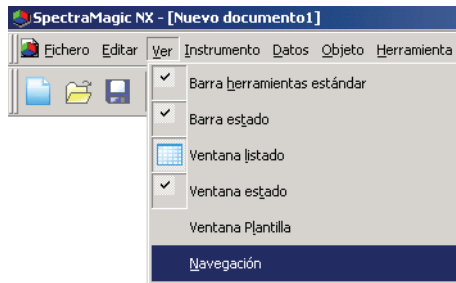 SpectraMagic NX - [Nuevo documento1]
Fichero Editar Ver Instrumento Datos Objeto Herramienta
Barra herramientas estándar
Barra estado
Ventana listado
Ventana estado
Ventana Plantilla
Navegación